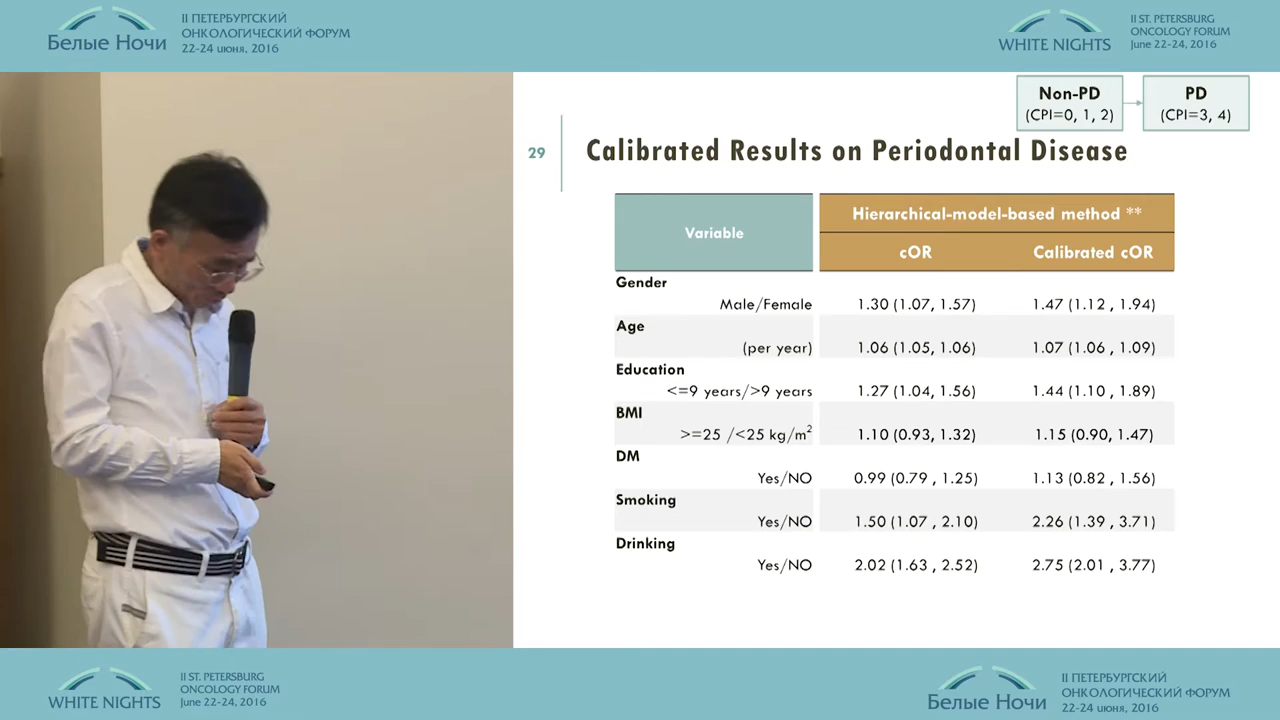 II ПЕТЕРБУРГСКИЙ
ОНКОЛОГИЧЕСКИЙ ФОРУМ
Белые Ночи
22-24 июня, 2016
II ST. PETERSBURG
ONCOLOGY FORUM
WHITE NIGHTS
June 22-24, 2016
Non-PD
(CPI=0, 1, 2)
PD
(CPI=3, 4)
29
Calibrated Results on Periodontal Disease
Variable
Hierarchical-model-based method **
cOR Calibrated cOR
Gender
Male/Female 1.30 (1.07, 1.57) 1.47 (1.12 , 1.94)
Age
(per year) 1.06 (1.05, 1.06) 1.07 (1.06 , 1.09)
Education
<=9 years/>9 years 1.27 (1.04, 1.56) 1.44 (1.10 , 1.89)
BMI
>=25 /<25 kg/m² 1.10 (0.93, 1.32) 1.15 (0.90, 1.47)
DM
Yes/NO 0.99 (0.79 , 1.25) 1.13 (0.82 , 1.56)
Smoking
Yes/NO 1.50 (1.07 , 2.10) 2.26 (1.39 , 3.71)
Drinking
Yes/NO 2.02 (1.63 , 2.52) 2.75 (2.01 , 3.77)
II ST. PETERSBURG
ONCOLOGY FORUM
WHITE NIGHTS
June 22-24, 2016
II ПЕТЕРБУРГСКИЙ
ОНКОЛОГИЧЕСКИЙ ФОРУМ
Белые Ночи
22-24 июня, 2016